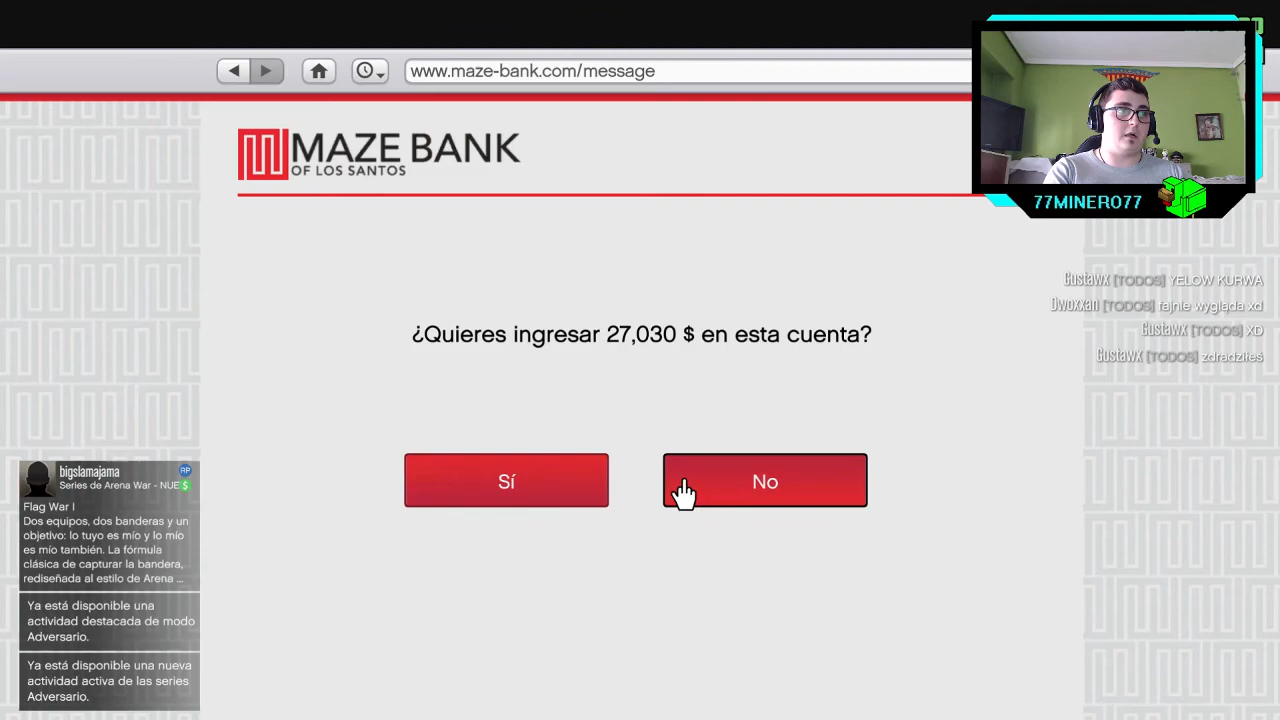 www.maze-bank.com/message
MAZE BANK
OF LOS SANTOS
77MINERO77
Gustawx [TODOS] YELOW KURWA
Dwoxxan [TODOS] fajnie wygląda xd
Gustawx [TODOS] XD
Gustawx [TODOS] zdradziłeś
¿Quieres ingresar 27,030 $ en esta cuenta?
Sí
No
bigslamajama
RP
Series de Arena War - NUE$
Flag War I
Dos equipos, dos banderas y un
objetivo: lo tuyo es mío y lo mío
es mío también. La fórmula
clásica de capturar la bandera,
rediseñada al estilo de Arena ...
Ya está disponible una
actividad destacada de modo
Adversario.
Ya está disponible una nueva
actividad activa de las series
Adversario.